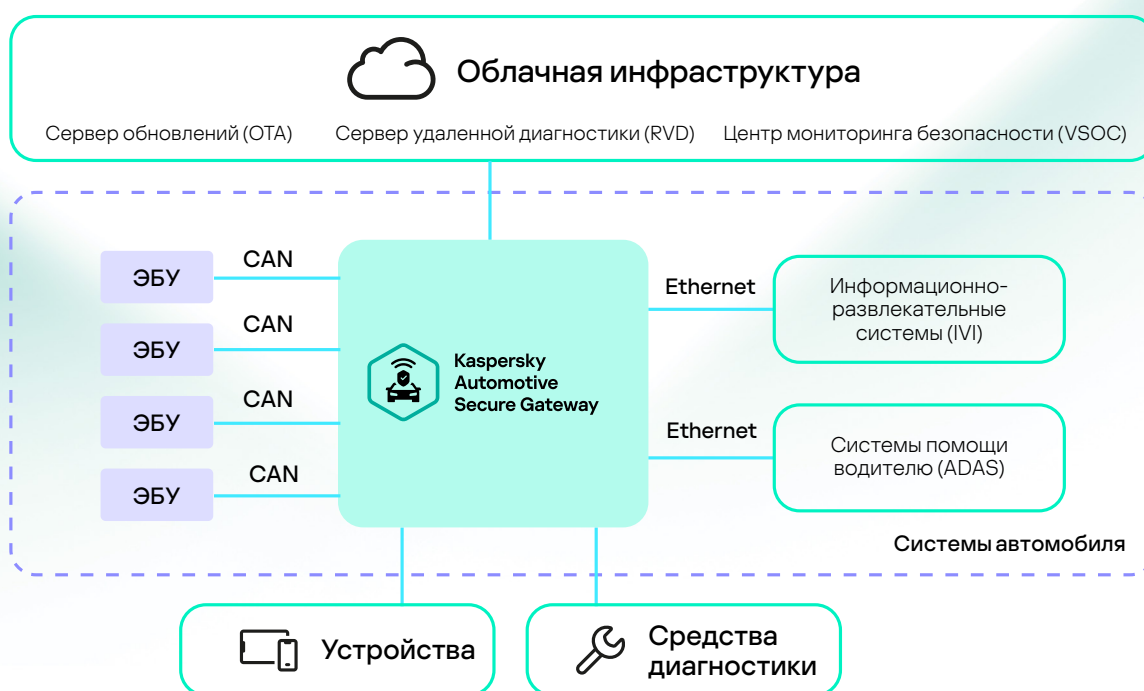 Облачная инфраструктура
Сервер обновлений (OTA)
Сервер удаленной диагностики (RVD)
Центр мониторинга безопасности (VSOC)
ЭБУ
CAN
ЭБУ
CAN
ЭБУ
CAN
ЭБУ
CAN
Kaspersky
Automotive
Secure Gateway
Ethernet
Информационно-
развлекательные
системы (IVI)
Ethernet
Системы помощи
водителю (ADAS)
Системы автомобиля
Устройства
Средства
диагностики